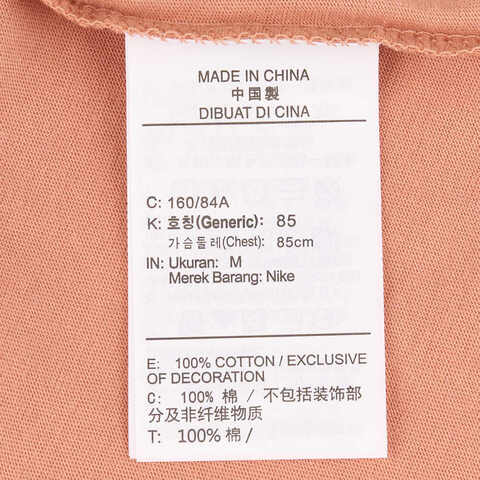 MADE IN CHINA
中国製
DIBUAT DI CINA
C: 160/84A
K: 호칭(Generic): 85
가슴둘레(Chest): 85cm
IN: Ukuran: M
Merek Barang: Nike
E: 100% COTTON / EXCLUSIVE
OF DECORATION
C: 100% 棉 / 不包括装饰部
分及非纤维物质
T: 100% 棉 /